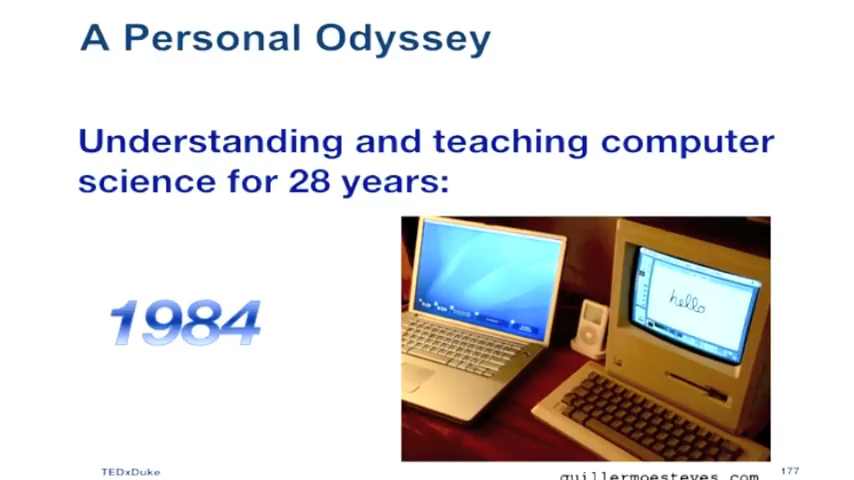 A Personal Odyssey
Understanding and teaching computer
science for 28 years:
1984
hello
TEDxDuke
guillermoesteves.com
177